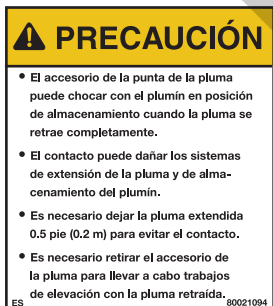 PRECAUCIÓN
• El accesorio de la punta de la pluma
puede chocar con el plumín en posición
de almacenamiento cuando la pluma se
retrae completamente.
• El contacto puede dañar los sistemas
de extensión de la pluma y de alma-
cenamiento del plumín.
• Es necesario dejar la pluma extendida
0.5 pie (0.2 m) para evitar el contacto.
• Es necesario retirar el accesorio de
la pluma para llevar a cabo trabajos
de elevación con la pluma retraída.
ES 80021094